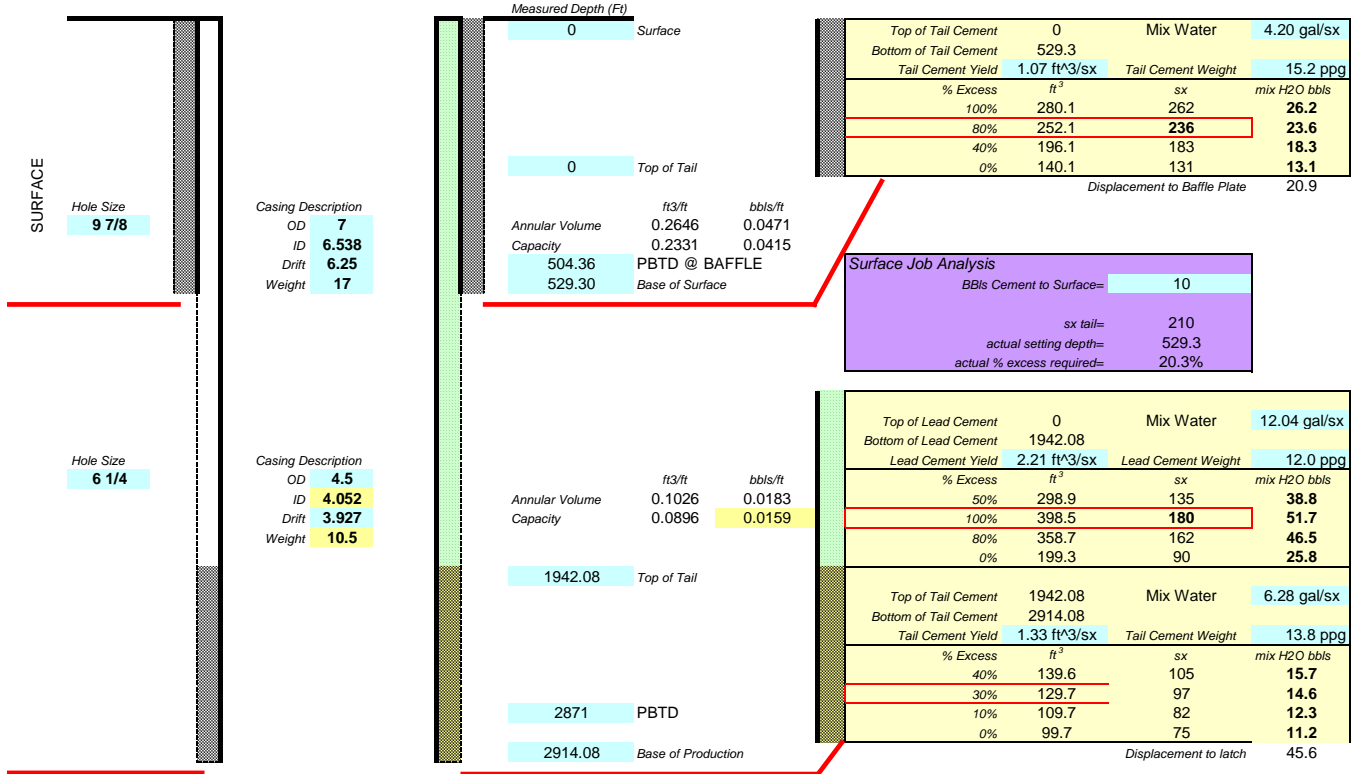 Measured Depth (Ft)
0 Surface
0 Top of Tail
SURFACE
Hole Size
9 7/8
Casing Description
OD 7
ID 6.538
Drift 6.25
Weight 17
ft3/ft bbls/ft
Annular Volume 0.2646 0.0471
Capacity 0.2331 0.0415
504.36 PBTD @ BAFFLE
529.30 Base of Surface
Top of Tail Cement 0 Mix Water 4.20 gal/sx
Bottom of Tail Cement 529.3
Tail Cement Yield 1.07 ft^3/sx Tail Cement Weight 15.2 ppg
% Excess ft³ sx mix H2O bbls
100% 280.1 262 26.2
80% 252.1 236 23.6
40% 196.1 183 18.3
0% 140.1 131 13.1
Displacement to Baffle Plate 20.9
Surface Job Analysis
BBls Cement to Surface= 10
sx tail= 210
actual setting depth= 529.3
actual % excess required= 20.3%
Hole Size
6 1/4
Casing Description
OD 4.5
ID 4.052
Drift 3.927
Weight 10.5
ft3/ft bbls/ft
Annular Volume 0.1026 0.0183
Capacity 0.0896 0.0159
1942.08 Top of Tail
2871 PBTD
2914.08 Base of Production
Top of Lead Cement 0 Mix Water 12.04 gal/sx
Bottom of Lead Cement 1942.08
Lead Cement Yield 2.21 ft^3/sx Lead Cement Weight 12.0 ppg
% Excess ft³ sx mix H2O bbls
50% 298.9 135 38.8
100% 398.5 180 51.7
80% 358.7 162 46.5
0% 199.3 90 25.8
Top of Tail Cement 1942.08 Mix Water 6.28 gal/sx
Bottom of Tail Cement 2914.08
Tail Cement Yield 1.33 ft^3/sx Tail Cement Weight 13.8 ppg
% Excess ft³ sx mix H2O bbls
40% 139.6 105 15.7
30% 129.7 97 14.6
10% 109.7 82 12.3
0% 99.7 75 11.2
Displacement to latch 45.6